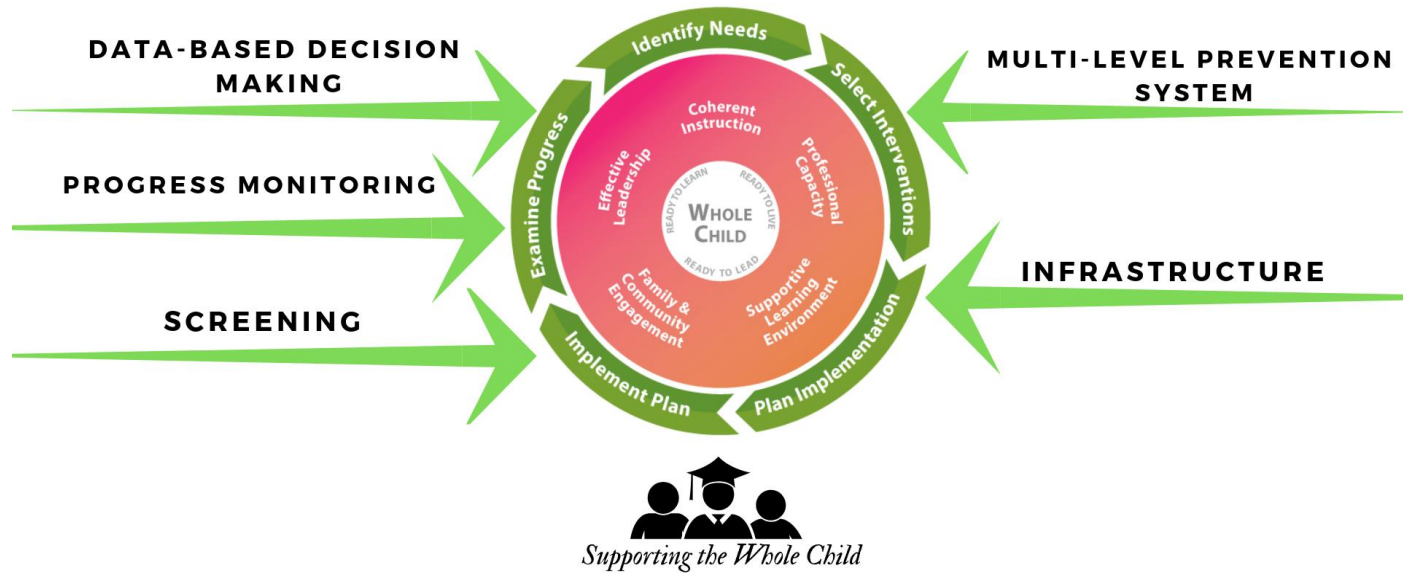 DATA-BASED DECISION
MAKING
PROGRESS MONITORING
SCREENING
Identify Needs
Select Interventions
Plan Implementation
Implement Plan
Examine Progress
Coherent
Instruction
Professional
Capacity
Supportive
Learning
Environment
Family &
Community
Engagement
Effective
Leadership
READY TO LEARN
READY TO LIVE
READY TO LEAD
WHOLE
CHILD
MULTI-LEVEL PREVENTION
SYSTEM
INFRASTRUCTURE
Supporting the Whole Child